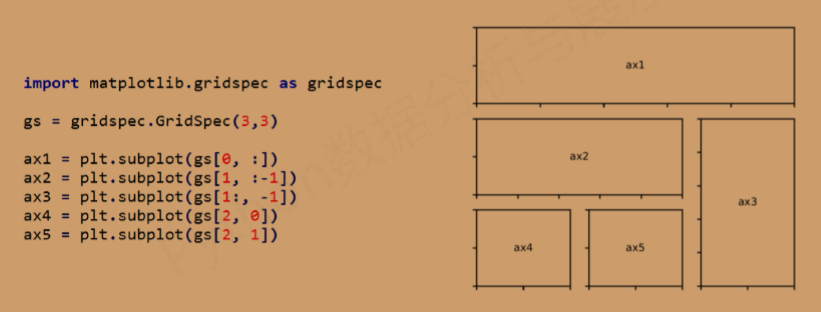 import matplotlib.gridspec as gridspec
gs = gridspec.GridSpec(3,3)
ax1 = plt.subplot(gs[0, :])
ax2 = plt.subplot(gs[1, :-1])
ax3 = plt.subplot(gs[1:, -1])
ax4 = plt.subplot(gs[2, 0])
ax5 = plt.subplot(gs[2, 1])
ax1
ax2
ax3
ax4
ax5
Python数据分析与展示